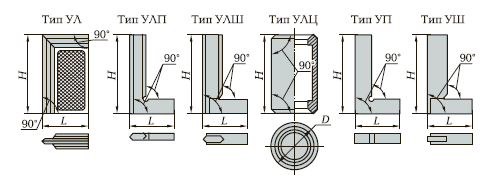 Тип УЛ Тип УЛП Тип УЛШ Тип УЛЦ Тип УП Тип УШ
90° 90° 90° 90° 90° 90°
H H H H H H
90°
L L L D L L